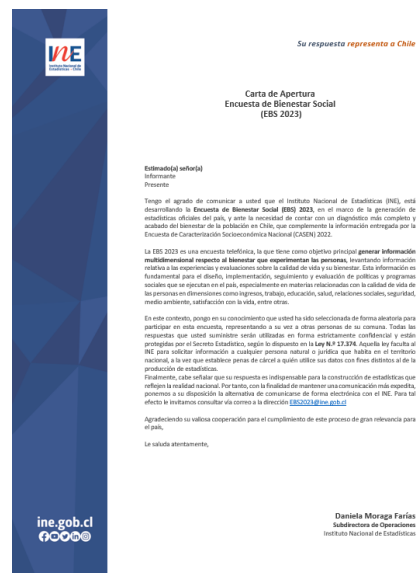 INE
Instituto Nacional de
Estadísticas - Chile
Su respuesta representa a Chile
Carta de Apertura
Encuesta de Bienestar Social
(EBS 2023)
Estimado(a) señor(a)
Informante
Presente
Tengo el agrado de comunicar a usted que el Instituto Nacional de Estadísticas (INE), está
desarrollando la Encuesta de Bienestar Social (EBS) 2023, en el marco de la generación de
estadísticas oficiales del país, y ante la necesidad de contar con un diagnóstico más completo y
acabado del bienestar de la población en Chile, que complemente la información entregada por la
Encuesta de Caracterización Socioeconómica Nacional (CASEN) 2022.
La EBS 2023 es una encuesta telefónica, la que tiene como objetivo principal generar información
multidimensional respecto al bienestar que experimentan las personas, levantando información
relativa a las experiencias y evaluaciones sobre la calidad de vida y su bienestar. Esta información es
fundamental para el diseño, implementación, seguimiento y evaluación de políticas y programas
sociales que se ejecutan en el país, especialmente en materias relacionadas con la calidad de vida de
las personas en dimensiones como ingresos, trabajo, educación, salud, relaciones sociales, seguridad,
medio ambiente, satisfacción con la vida, entre otras.
En este contexto, pongo en su conocimiento que usted ha sido seleccionada de forma aleatoria para
participar en esta encuesta, representando a su vez a otras personas de su comuna. Todas las
respuestas que usted suministre serán utilizadas en forma estrictamente confidencial y están
protegidas por el Secreto Estadístico, según lo dispuesto en la Ley N.º 17.374. Aquella ley faculta al
INE para solicitar información a cualquier persona natural o jurídica que habita en el territorio
nacional, a la vez que establece penas de cárcel a quién utilice sus datos con fines distintos al de la
producción de estadísticas.
Finalmente, cabe señalar que su respuesta es indispensable para la construcción de estadísticas que
reflejen la realidad nacional. Por tanto, con la finalidad de mantener una comunicación más expedita,
ponemos a su disposición la alternativa de comunicarse de forma electrónica con el INE. Para tal
efecto le invitamos consultar vía correo a la dirección EBS2023@ine.gob.cl
Agradeciendo su valiosa cooperación para el cumplimiento de este proceso de gran relevancia para
el país,
Le saluda atentamente,
ine.gob.cl
Daniela Moraga Farías
Subdirectora de Operaciones
Instituto Nacional de Estadísticas